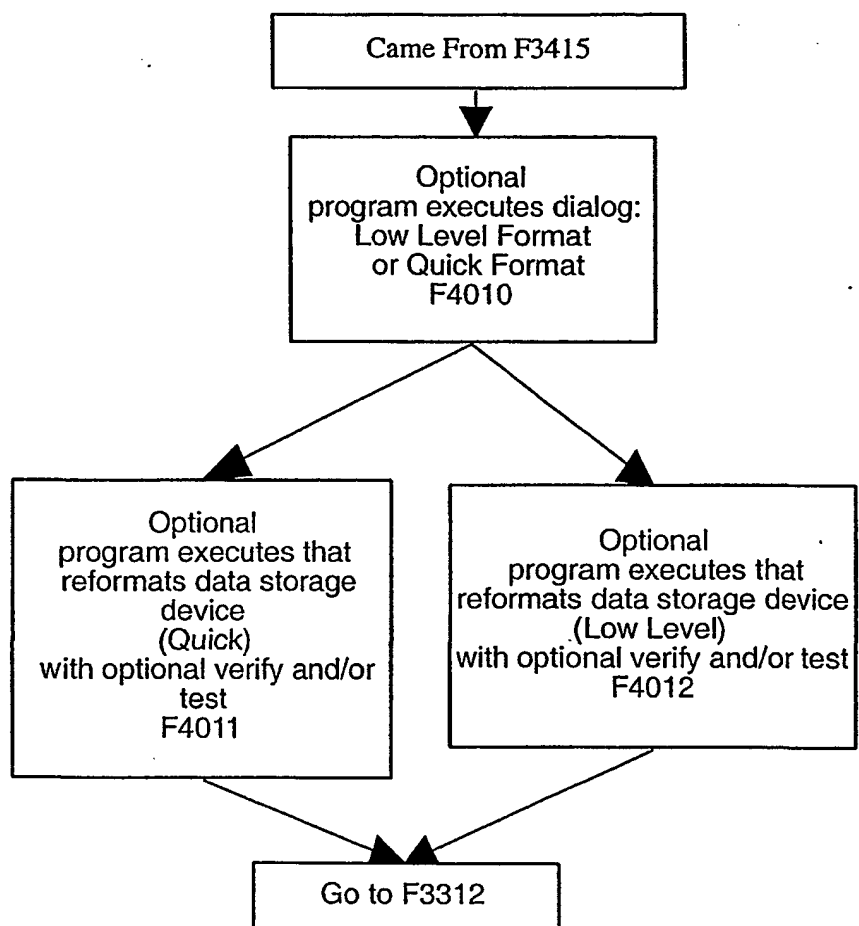 Came From F3415
Optional
program executes dialog:
Low Level Format
or Quick Format
F4010
Optional
program executes that
reformats data storage
device
(Quick)
with optional verify and/or
test
F4011
Optional
program executes that
reformats data storage device
(Low Level)
with optional verify and/or test
F4012
Go to F3312